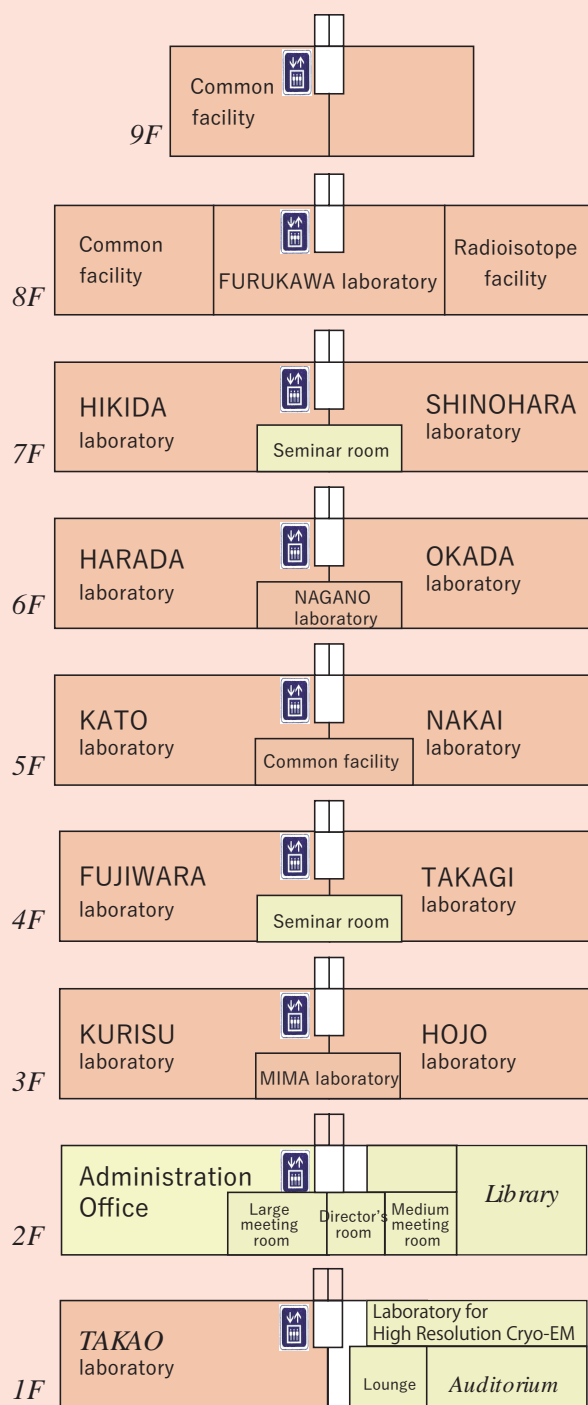 Common
facility
9F
Common
facility
FURUKAWA laboratory
Radioisotope
facility
8F
HIKIDA
laboratory
Seminar room
SHINOHARA
laboratory
7F
HARADA
laboratory
NAGANO
laboratory
OKADA
laboratory
6F
KATO
laboratory
Common facility
NAKAI
laboratory
5F
FUJIWARA
laboratory
Seminar room
TAKAGI
laboratory
4F
KURISU
laboratory
MIMA laboratory
HOJO
laboratory
3F
Administration
Office
Large
meeting
room
Director's
room
Medium
meeting
room
Library
2F
TAKAO
laboratory
Laboratory for
High Resolution Cryo-EM
Lounge
Auditorium
1F